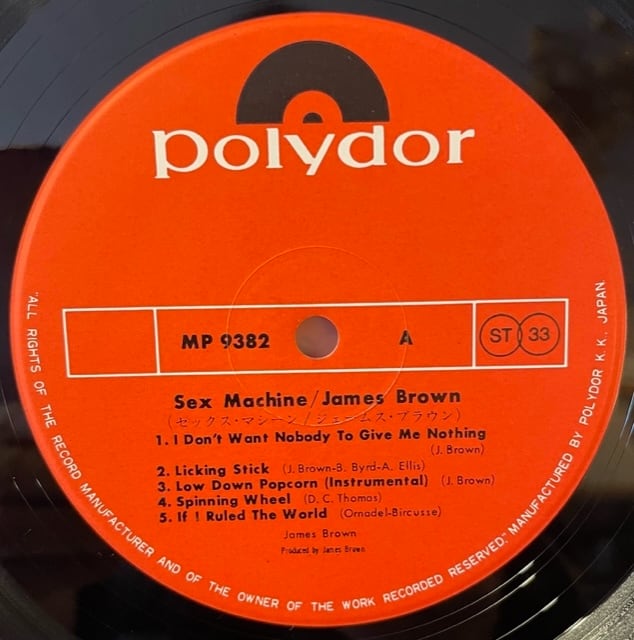 polydor
MP 9382 A ST 33
Sex Machine/James Brown
(セックス・マシーン/ジェームス・ブラウン)
1. I Don't Want Nobody To Give Me Nothing
(J. Brown)
2. Licking Stick (J. Brown-B. Byrd-A. Ellis)
3. Low Down Popcorn (Instrumental) (J. Brown)
4. Spinning Wheel (D. C. Thomas)
5. If I Ruled The World (Ornadel-Bircusse)
James Brown
Produced by James Brown
"ALL RIGHTS OF THE RECORD MANUFACTURER AND OF THE OWNER OF THE WORK RECORDED RESERVED." MANUFACTURED BY POLYDOR K. K. JAPAN.